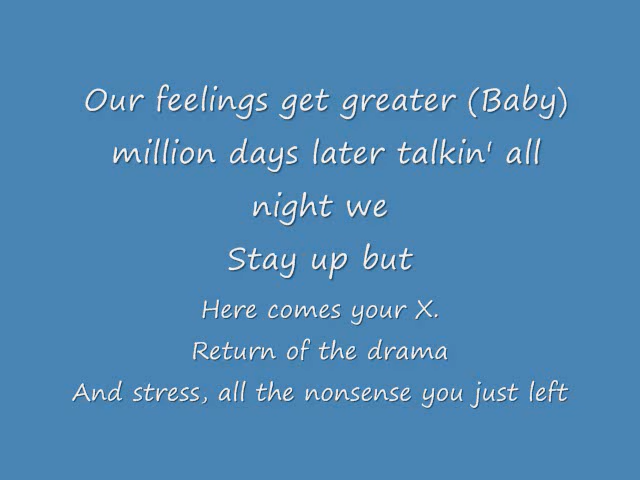 Our feelings get greater (Baby)
million days later talkin' all
night we
Stay up but
Here comes your X.
Return of the drama
And stress, all the nonsense you just left